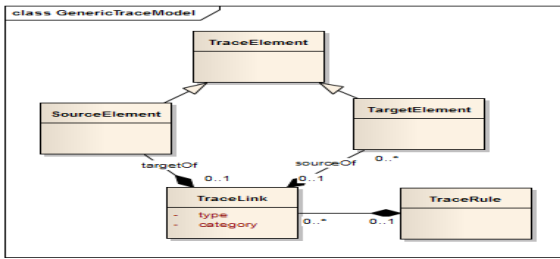 class GenericTraceModel
TraceElement
SourceElement
TargetElement
targetOf
sourceOf
0..*
0..1
0..1
TraceLink
- type
- category
0..*
0..1
TraceRule